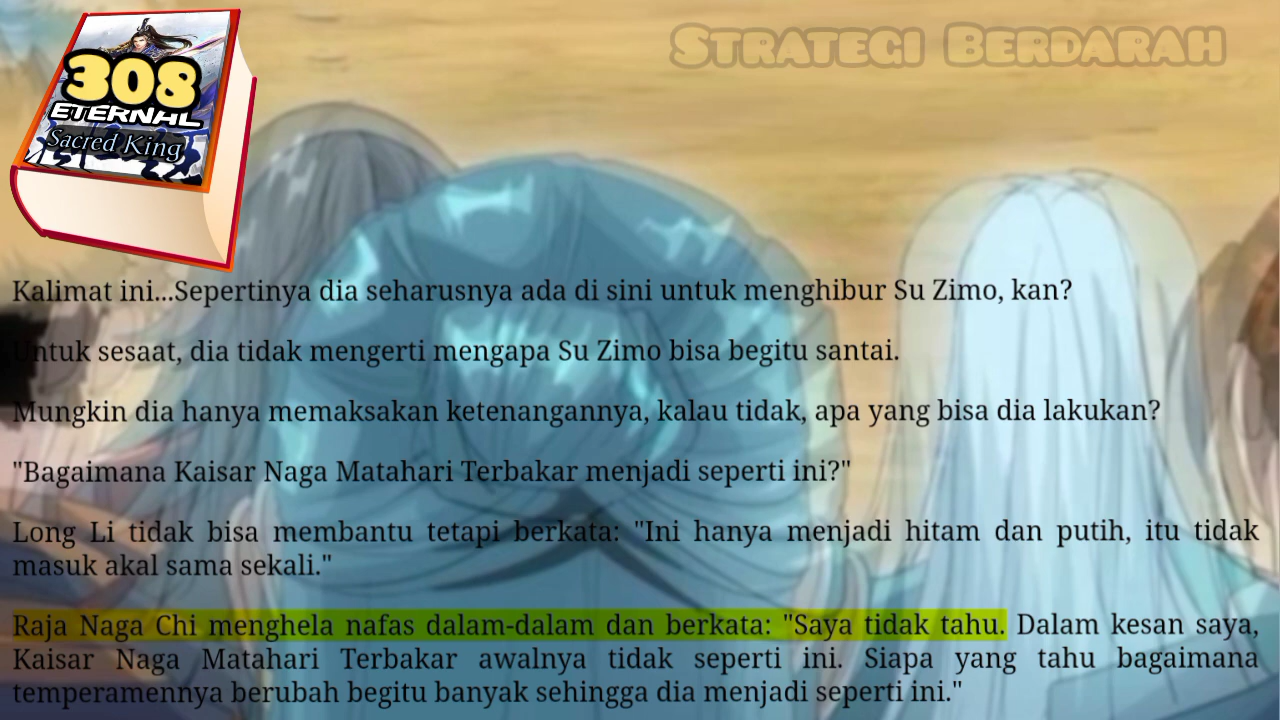 308
ETERNAL
Sacred King
Strategi Berdarah
Kalimat ini...Sepertinya dia seharusnya ada di sini untuk menghibur Su Zimo, kan?
Untuk sesaat, dia tidak mengerti mengapa Su Zimo bisa begitu santai.
Mungkin dia hanya memaksakan ketenangannya, kalau tidak, apa yang bisa dia lakukan?
"Bagaimana Kaisar Naga Matahari Terbakar menjadi seperti ini?"
Long Li tidak bisa membantu tetapi berkata: "Ini hanya menjadi hitam dan putih, itu tidak
masuk akal sama sekali."
Raja Naga Chi menghela nafas dalam-dalam dan berkata: "Saya tidak tahu. Dalam kesan saya,
Kaisar Naga Matahari Terbakar awalnya tidak seperti ini. Siapa yang tahu bagaimana
temperamennya berubah begitu banyak sehingga dia menjadi seperti ini."